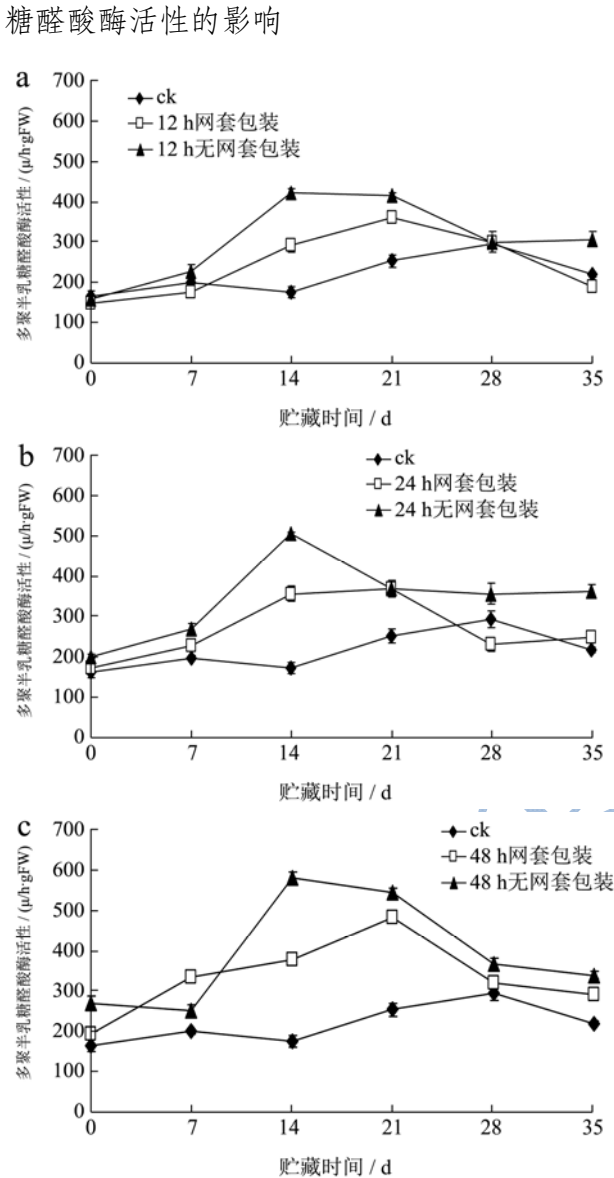 糖醛酸酶活性的影响
a
700
600
500
400
300
200
100
0
多聚半乳糖醛酸酶活性 / (μ/h·gFW)
ck
12 h网套包装
12 h无网套包装
0 7 14 21 28 35
贮藏时间 / d
b
700
600
500
400
300
200
100
0
多聚半乳糖醛酸酶活性 / (μ/h·gFW)
ck
24 h网套包装
24 h无网套包装
0 7 14 21 28 35
贮藏时间 / d
c
700
600
500
400
300
200
100
0
多聚半乳糖醛酸酶活性 / (μ/h·gFW)
ck
48 h网套包装
48 h无网套包装
0 7 14 21 28 35
贮藏时间 / d